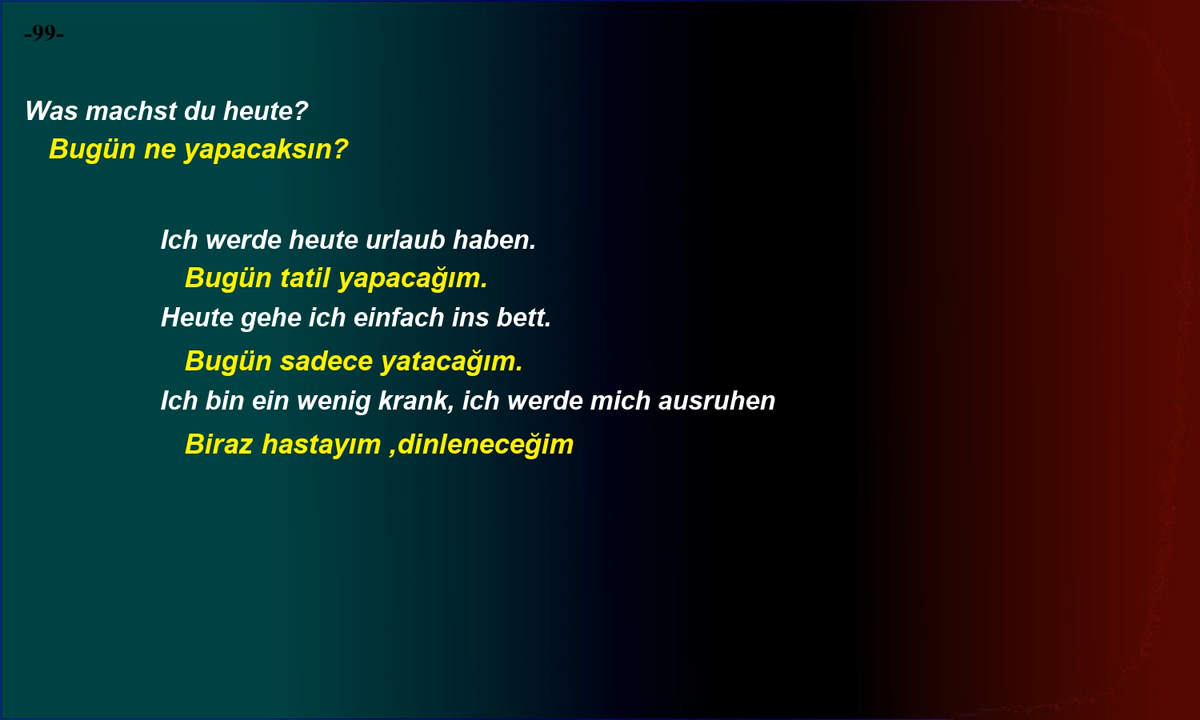 -99-
Was machst du heute?
Bugün ne yapacaksın?
Ich werde heute urlaub haben.
Bugün tatil yapacağım.
Heute gehe ich einfach ins bett.
Bugün sadece yatacağım.
Ich bin ein wenig krank, ich werde mich ausruhen
Biraz hastayım ,dinleneceğim